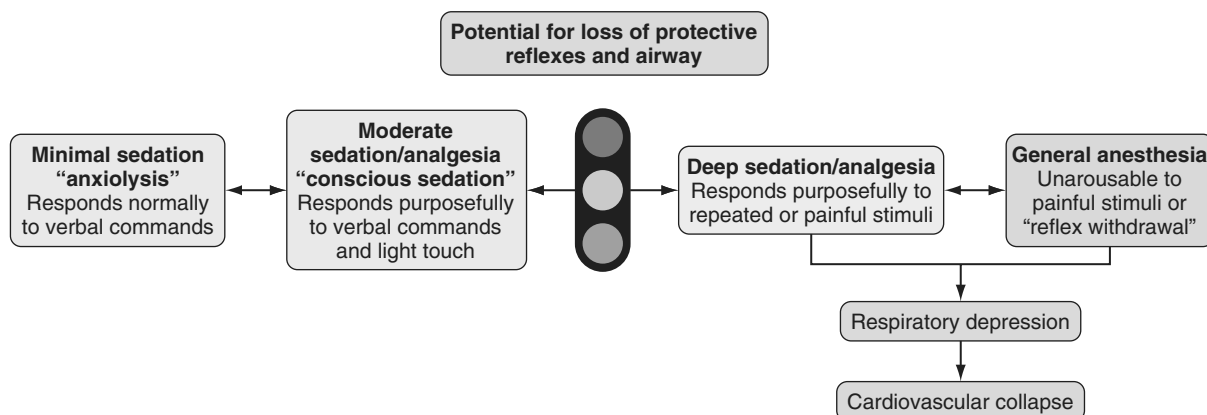 Potential for loss of protective
reflexes and airway
Minimal sedation
“anxiolysis”
Responds normally
to verbal commands
Moderate
sedation/analgesia
“conscious sedation”
Responds purposefully
to verbal commands
and light touch
Deep sedation/analgesia
Responds purposefully to
repeated or painful stimuli
General anesthesia
Unarousable to
painful stimuli or
“reflex withdrawal”
Respiratory depression
Cardiovascular collapse